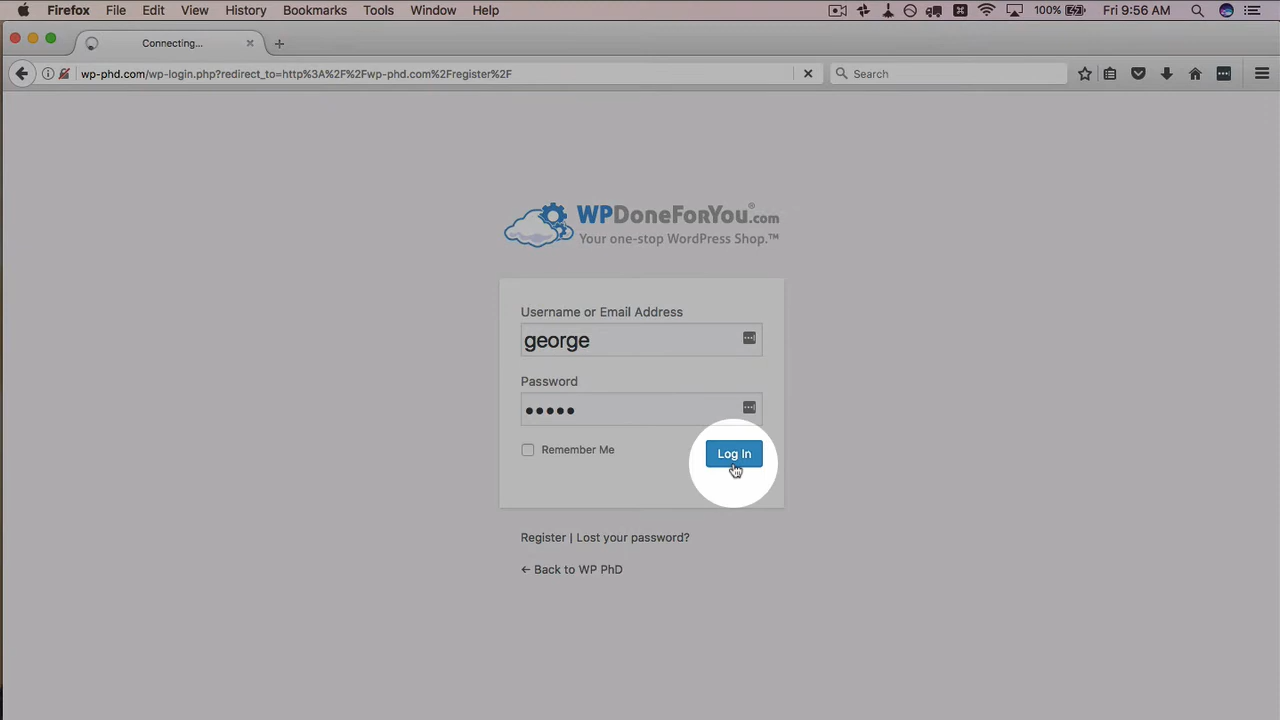 Firefox File Edit View History Bookmarks Tools Window Help 100% Fri 9:56 AM
Connecting...
wp-phd.com/wp-login.php?redirect_to=http%3A%2F%2Fwp-phd.com%2Fregister%2F Search
WPDoneForYou®.com
Your one-stop WordPress Shop.™
Username or Email Address
george
Password
Remember Me Log In
Register | Lost your password?
← Back to WP PhD